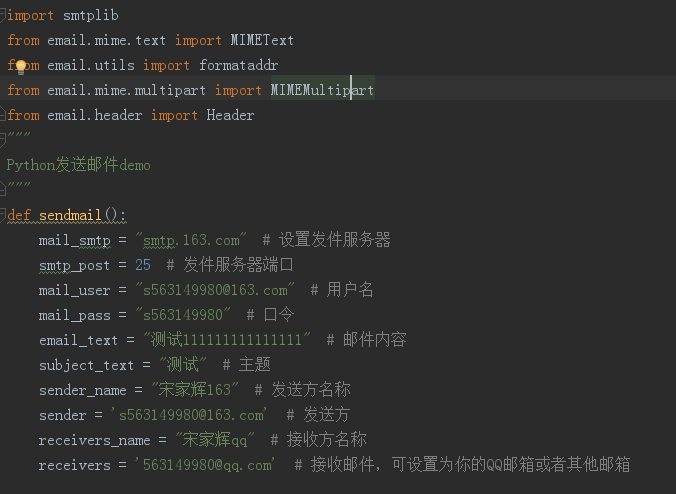 import smtplib
from email.mime.text import MIMEText
from email.utils import formataddr
from email.mime.multipart import MIMEMultipart
from email.header import Header
"""
Python发送邮件demo
"""
def sendmail():
    mail_smtp = "smtp.163.com"  # 设置发件服务器
    smtp_post = 25  # 发件服务器端口
    mail_user = "s563149980@163.com"  # 用户名
    mail_pass = "s563149980"  # 口令
    email_text = "测试111111111111111"  # 邮件内容
    subject_text = "测试"  # 主题
    sender_name = "宋家辉163"  # 发送方名称
    sender = 's563149980@163.com'  # 发送方
    receivers_name = "宋家辉qq"  # 接收方名称
    receivers = '563149980@qq.com'  # 接收邮件，可设置为你的QQ邮箱或者其他邮箱